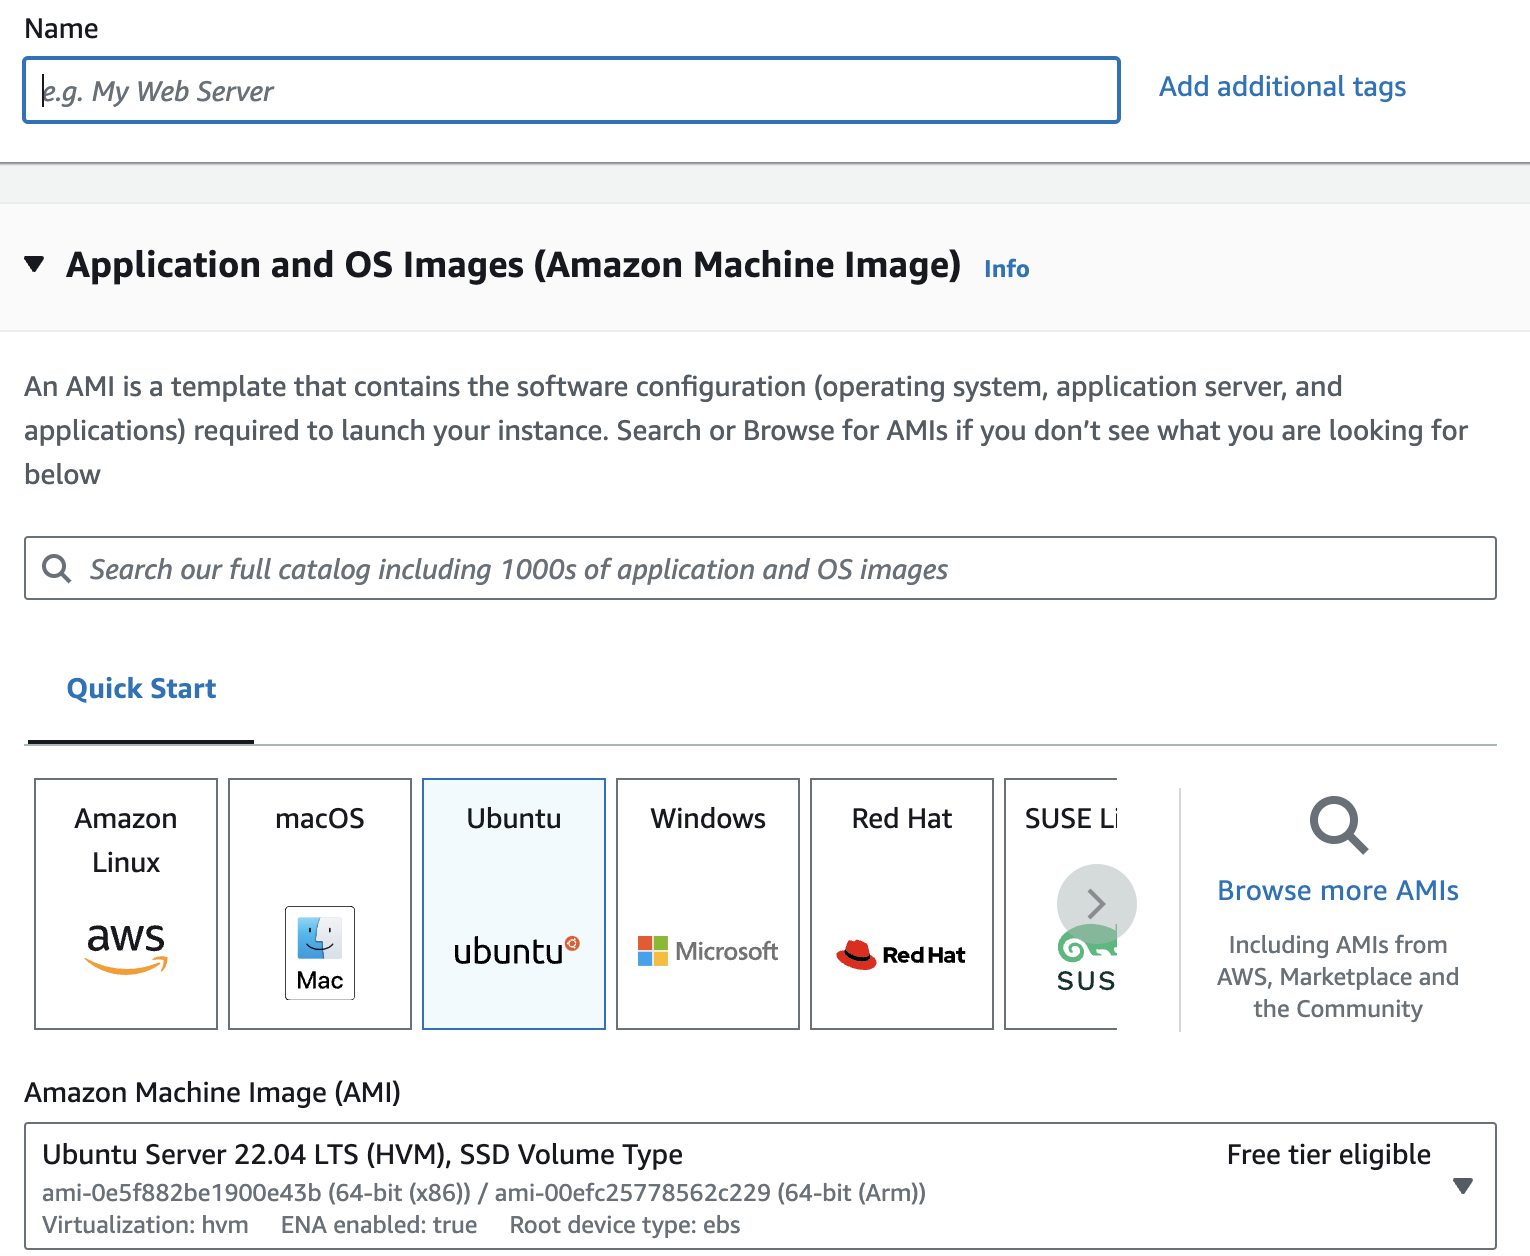 Name
e.g. My Web Server
Add additional tags
Application and OS Images (Amazon Machine Image) Info
An AMI is a template that contains the software configuration (operating system, application server, and
applications) required to launch your instance. Search or Browse for AMIs if you don’t see what you are looking for
below
Search our full catalog including 1000s of application and OS images
Quick Start
Amazon
Linux
aws
macOS
Mac
Ubuntu
ubuntu
Windows
Microsoft
Red Hat
Red Hat
SUSE Li
SUS
Browse more AMIs
Including AMIs from
AWS, Marketplace and
the Community
Amazon Machine Image (AMI)
Ubuntu Server 22.04 LTS (HVM), SSD Volume Type
Free tier eligible
ami-0e5f882be1900e43b (64-bit (x86)) / ami-00efc25778562c229 (64-bit (Arm))
Virtualization: hvm ENA enabled: true Root device type: ebs